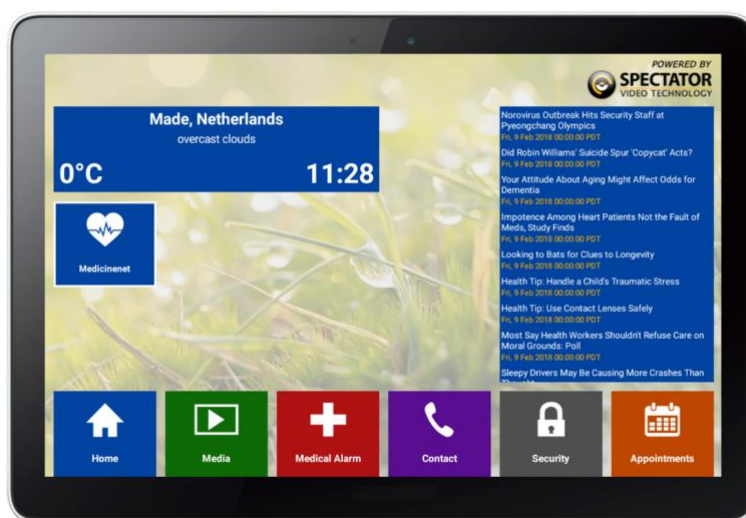 POWERED BY
SPECTATOR
VIDEO TECHNOLOGY
Made, Netherlands
overcast clouds
0°C
11:28
Medicinenet
Norovirus Outbreak Hits Security Staff at
Pyeongchang Olympics
Fri, 9 Feb 2018 00:00:00 PDT
Did Robin Williams' Suicide Spur 'Copycat' Acts?
Fri, 9 Feb 2018 00:00:00 PDT
Your Attitude About Aging Might Affect Odds for
Dementia
Fri, 9 Feb 2018 00:00:00 PDT
Impotence Among Heart Patients Not the Fault of
Meds, Study Finds
Fri, 9 Feb 2018 00:00:00 PDT
Looking to Bats for Clues to Longevity
Fri, 9 Feb 2018 00:00:00 PDT
Health Tip: Handle a Child's Traumatic Stress
Fri, 9 Feb 2018 00:00:00 PDT
Health Tip: Use Contact Lenses Safely
Fri, 9 Feb 2018 00:00:00 PDT
Most Say Health Workers Shouldn't Refuse Care on
Moral Grounds: Poll
Fri, 9 Feb 2018 00:00:00 PDT
Sleepy Drivers May Be Causing More Crashes Than
Home
Media
Medical Alarm
Contact
Security
Appointments